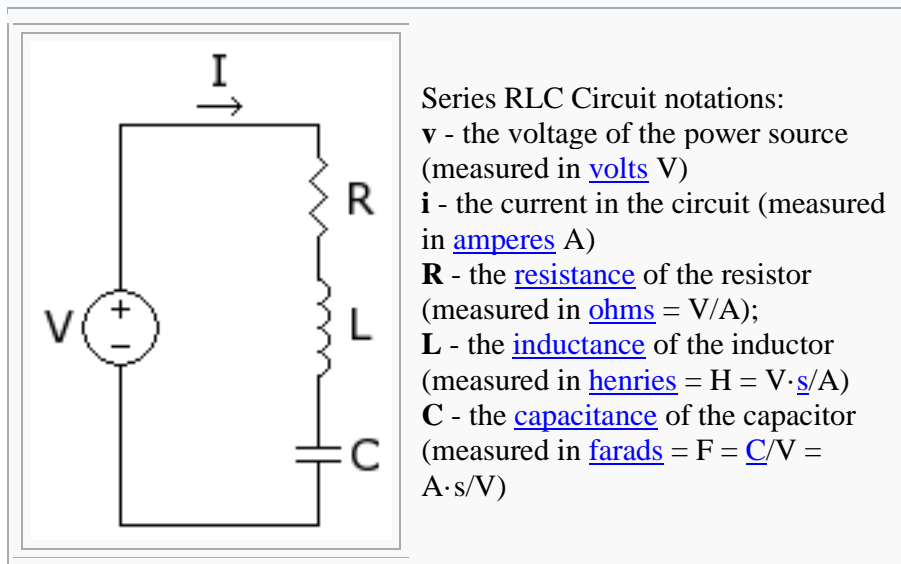 I
R
V
+
−
L
C
Series RLC Circuit notations:
v - the voltage of the power source
(measured in volts V)
i - the current in the circuit (measured
in amperes A)
R - the resistance of the resistor
(measured in ohms = V/A);
L - the inductance of the inductor
(measured in henries = H = V·s/A)
C - the capacitance of the capacitor
(measured in farads = F = C/V =
A·s/V)